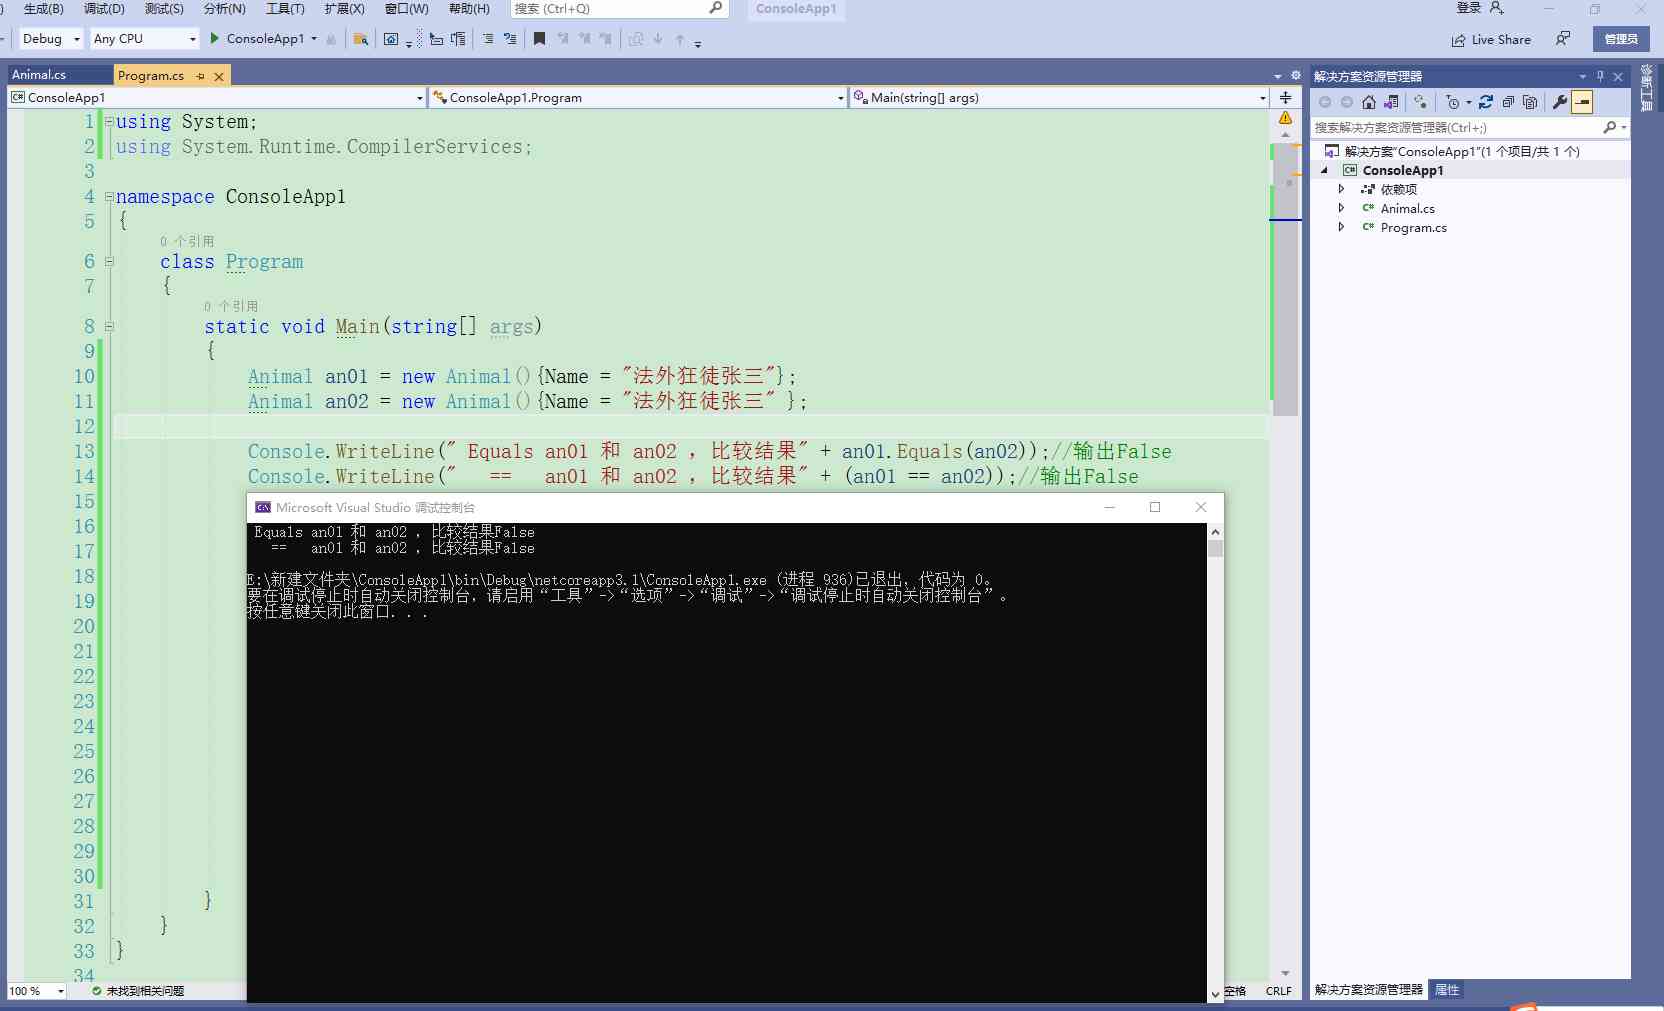 ) 生成(B) 调试(D) 测试(S) 分析(N) 工具(T) 扩展(X) 窗口(W) 帮助(H) 搜索 (Ctrl+Q) ConsoleApp1 登录
Debug Any CPU ConsoleApp1 Live Share 管理员
Animal.cs Program.cs
ConsoleApp1 ConsoleApp1.Program Main(string[] args)
1 using System;
2 using System.Runtime.CompilerServices;
3
4 namespace ConsoleApp1
5 {
0 个引用
6 class Program
7 {
0 个引用
8 static void Main(string[] args)
9 {
10 Animal an01 = new Animal(){Name = "法外狂徒张三"};
11 Animal an02 = new Animal(){Name = "法外狂徒张三" };
12
13 Console.WriteLine(" Equals an01 和 an02 ，比较结果" + an01.Equals(an02));//输出False
14 Console.WriteLine("   ==   an01 和 an02 ，比较结果" + (an01 == an02));//输出False
15
16
17
18
19
20
21
22
23
24
25
26
27
28
29
30
31 }
32 }
33 }
34
Microsoft Visual Studio 调试控制台
Equals an01 和 an02 ，比较结果False
==   an01 和 an02 ，比较结果False
E:\新建文件夹\ConsoleApp1\bin\Debug\netcoreapp3.1\ConsoleApp1.exe (进程 936)已退出，代码为 0。
要在调试停止时自动关闭控制台，请启用“工具”->“选项”->“调试”->“调试停止时自动关闭控制台”。
按任意键关闭此窗口. . .
100 % 未找到相关问题 空格 CRLF
解决方案资源管理器
搜索解决方案资源管理器(Ctrl+;)
解决方案"ConsoleApp1"(1 个项目/共 1 个)
C# ConsoleApp1
依赖项
C# Animal.cs
C# Program.cs
解决方案资源管理器 属性
诊断工具